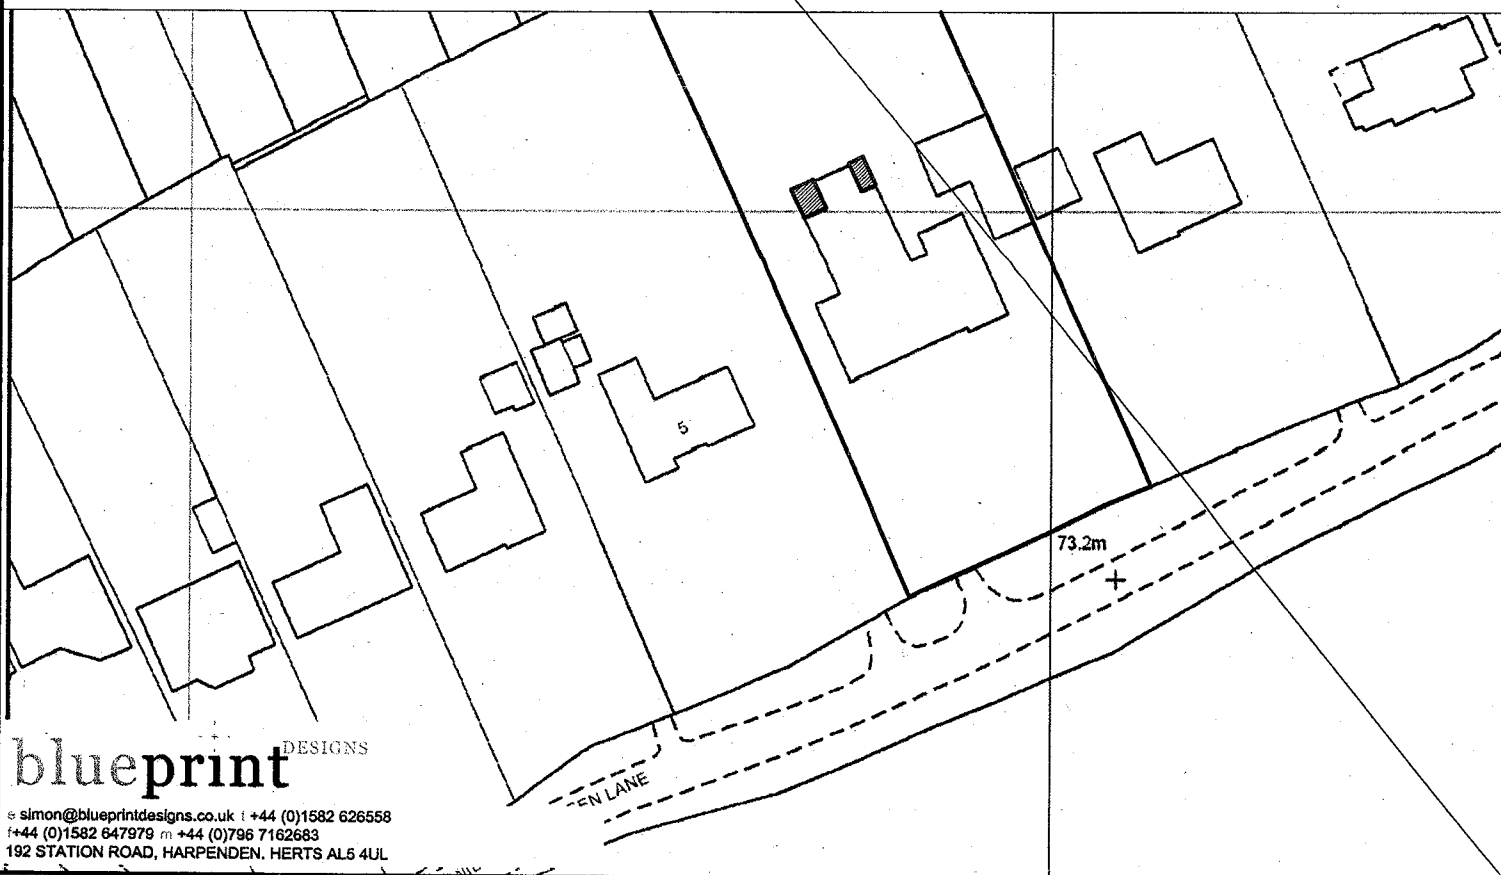 5
73.2m
EN LANE
blueprint DESIGNS
e simon@blueprintdesigns.co.uk t +44 (0)1582 626558
f+44 (0)1582 647979 m +44 (0)796 7162683
192 STATION ROAD, HARPENDEN. HERTS AL5 4UL